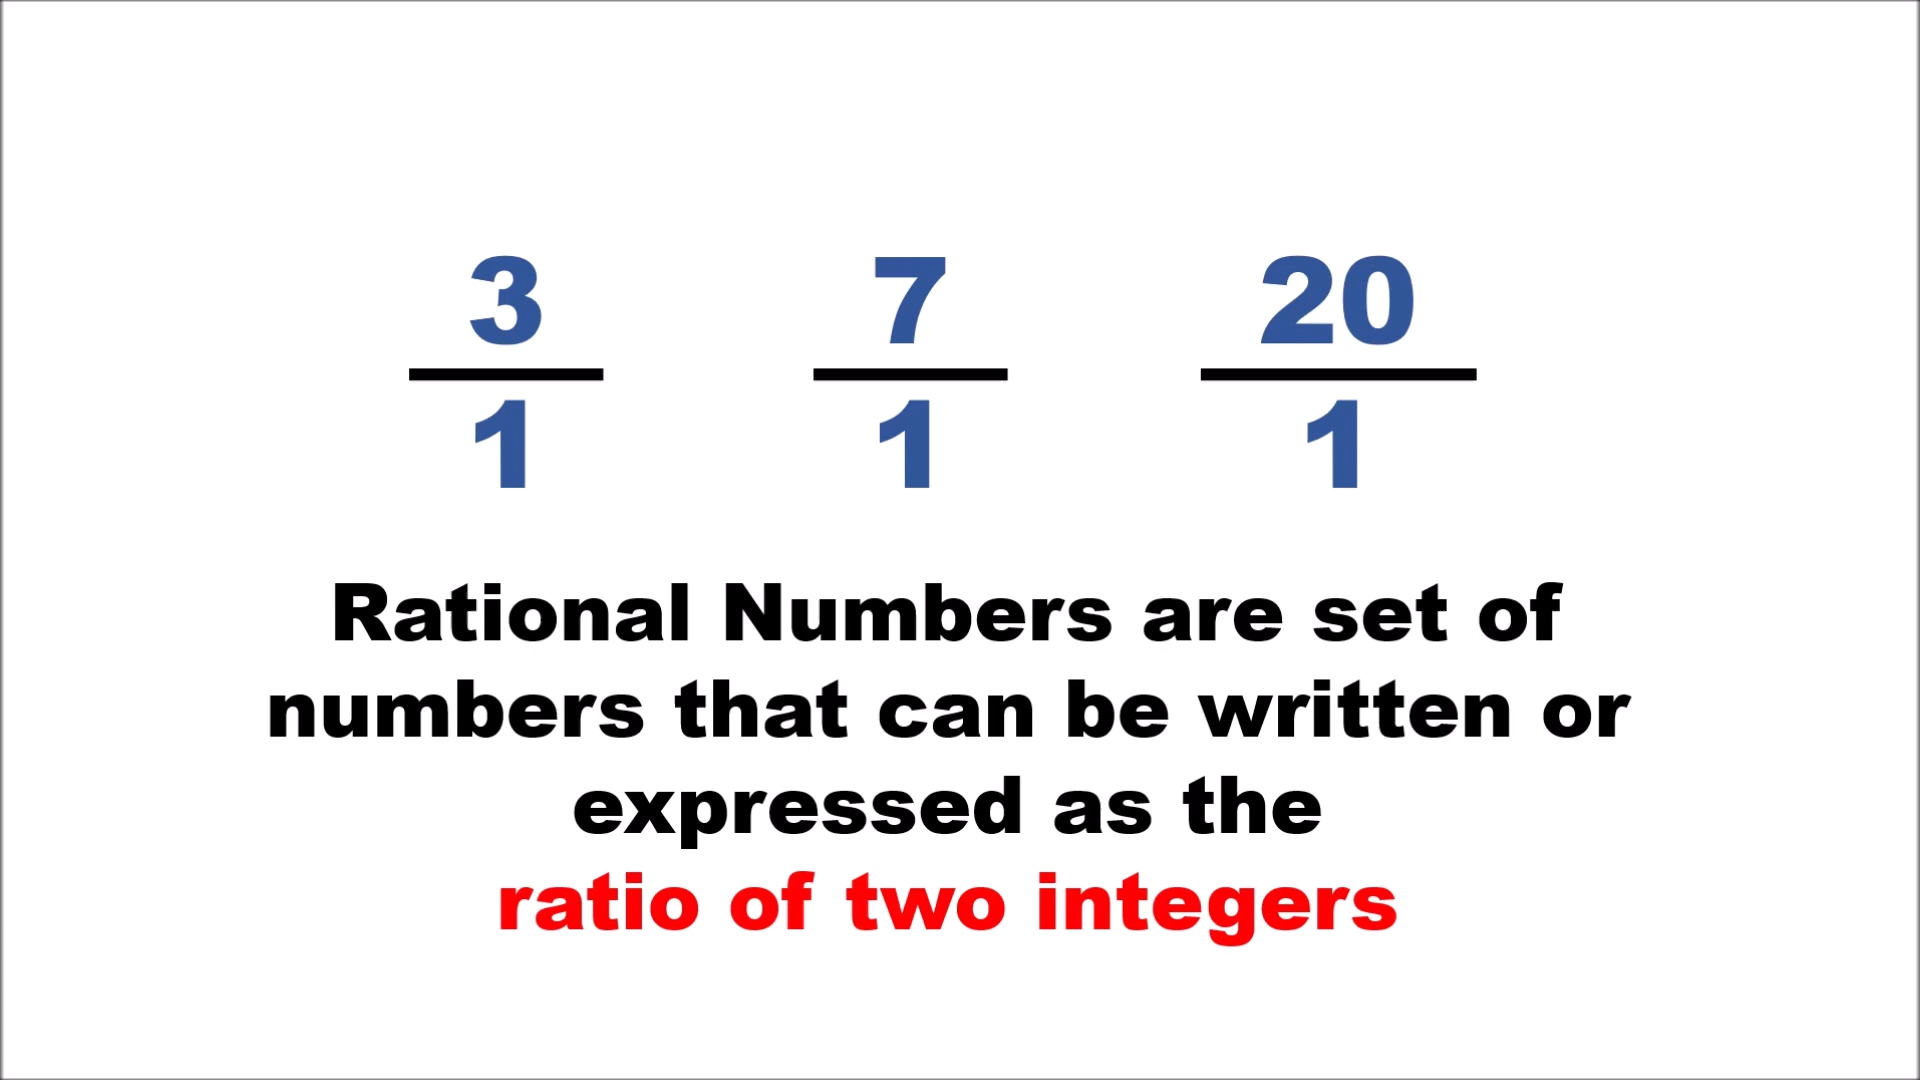 3 7 20
1 1 1
Rational Numbers are set of
numbers that can be written or
expressed as the
ratio of two integers